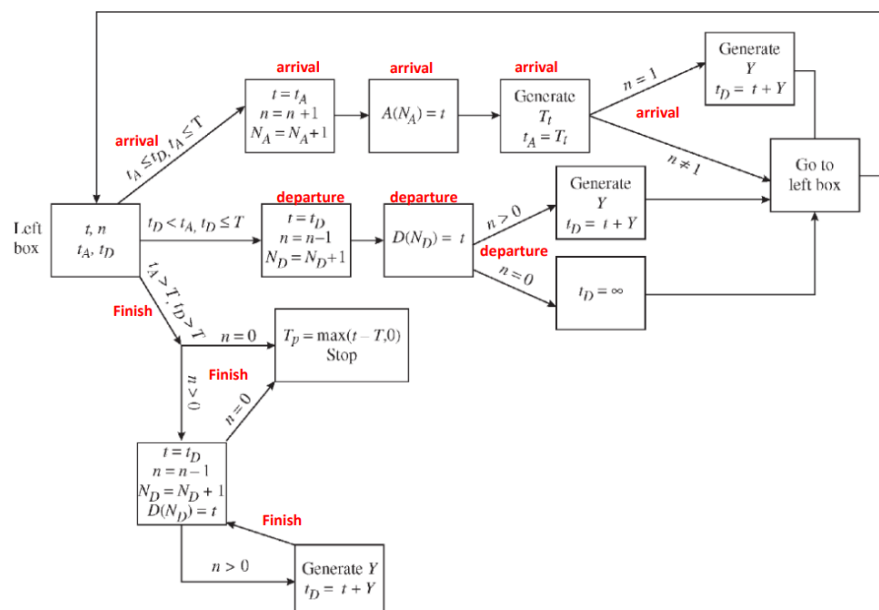 arrival
t = t_A
n = n +1
N_A = N_A+1
arrival
A(N_A) = t
arrival
Generate
T_t
t_A = T_t
n = 1
arrival
n ≠ 1
Generate
Y
t_D = t + Y
arrival
t_A ≤ t_D, t_A ≤ T
Go to
left box
Left
box
t, n
t_A, t_D
t_D < t_A, t_D ≤ T
departure
t = t_D
n = n−1
N_D = N_D+1
departure
D(N_D) = t
n > 0
departure
n = 0
Generate
Y
t_D = t + Y
t_D = ∞
t_A > T, t_D > T
Finish
n = 0
T_p = max(t − T,0)
Stop
Finish
n > 0
n = 0
t = t_D
n = n − 1
N_D = N_D + 1
D(N_D) = t
Finish
n > 0
Generate Y
t_D = t + Y